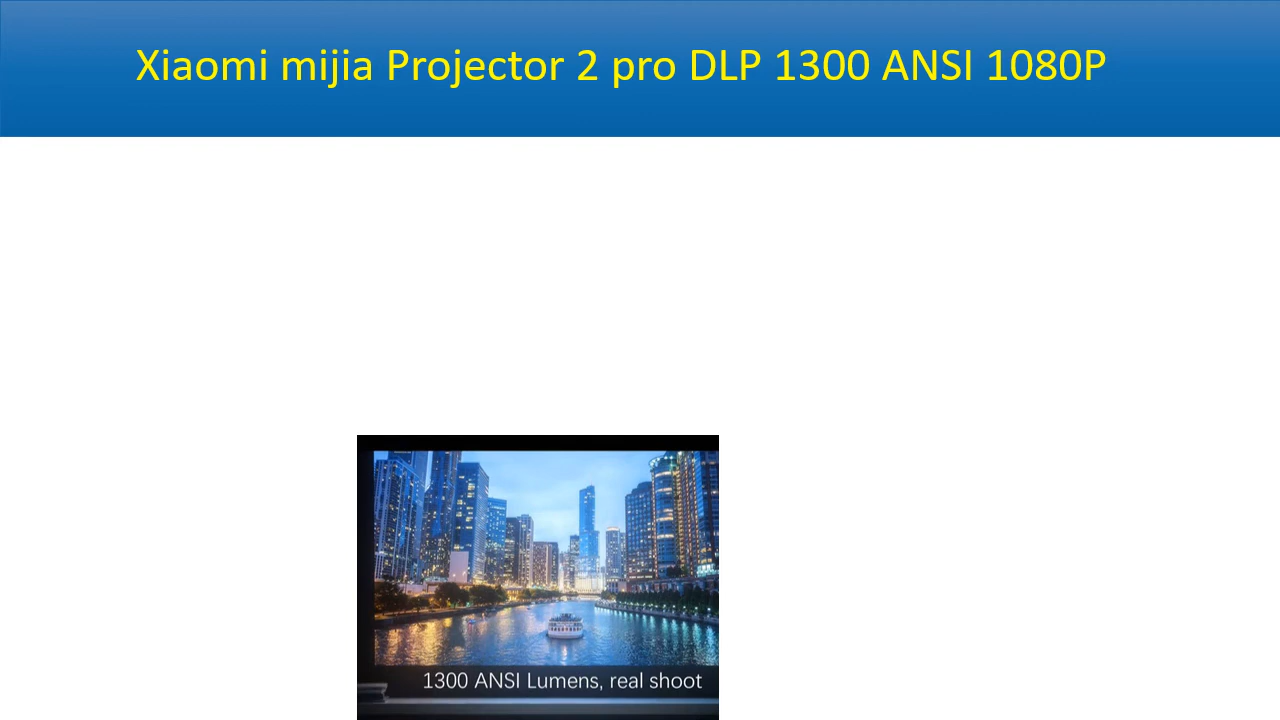 Xiaomi mijia Projector 2 pro DLP 1300 ANSI 1080P
1300 ANSI Lumens, real shoot